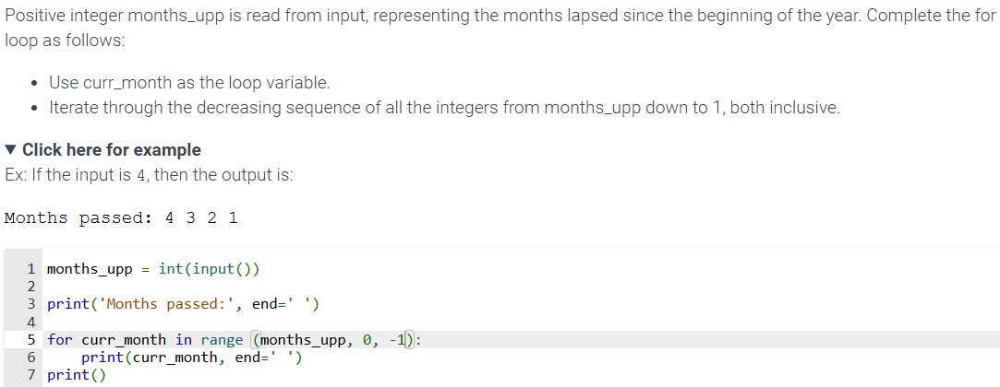 Positive integer months_upp is read from input, representing the months lapsed since the beginning of the year. Complete the for
loop as follows:
• Use curr_month as the loop variable.
• Iterate through the decreasing sequence of all the integers from months_upp down to 1, both inclusive.
▼ Click here for example
Ex: If the input is 4, then the output is:
Months passed: 4 3 2 1
1 months_upp = int(input())
2
3 print('Months passed:', end=' ')
4
5 for curr_month in range (months_upp, 0, -1):
6     print(curr_month, end=' ')
7 print()